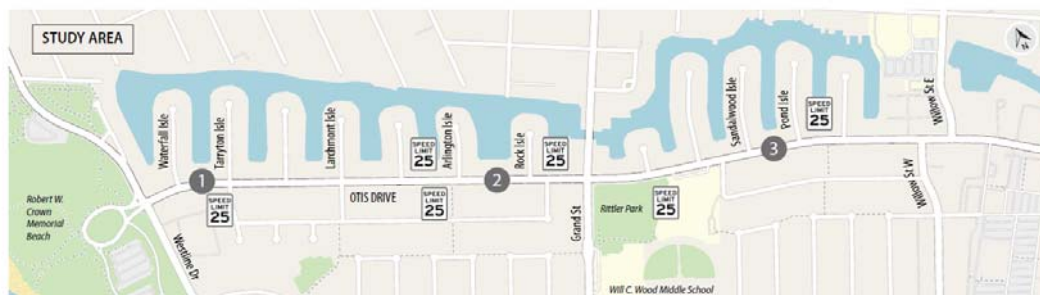 STUDY AREA
N
Waterfall Isle
Tarryton Isle
Larchmont Isle
SPEED
LIMIT
25
Arlington Isle
Rock Isle
SPEED
LIMIT
25
Sandalwood Isle
Pond Isle
SPEED
LIMIT
25
Willow St E
1
2
3
SPEED
LIMIT
25
OTIS DRIVE
SPEED
LIMIT
25
Robert W.
Crown
Memorial
Beach
Westline Dr
Grand St
Rittler Park
SPEED
LIMIT
25
Willow St W
Will C. Wood Middle School